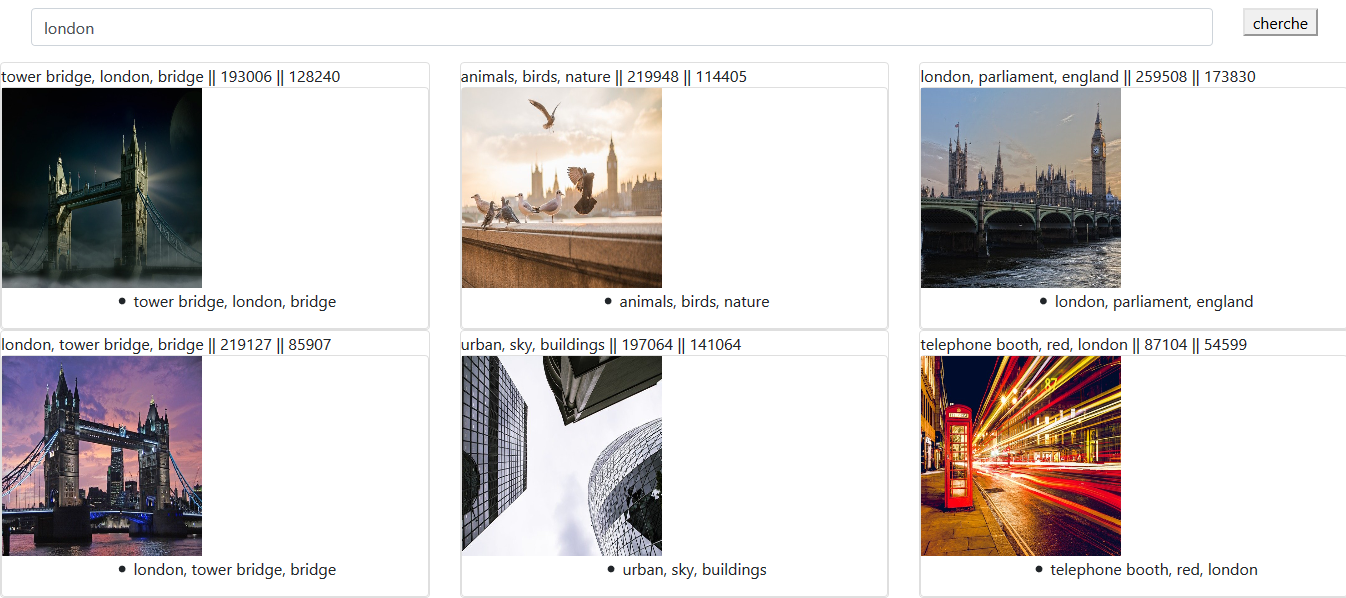 london
cherche
tower bridge, london, bridge || 193006 || 128240
animals, birds, nature || 219948 || 114405
london, parliament, england || 259508 || 173830
• tower bridge, london, bridge
• animals, birds, nature
• london, parliament, england
london, tower bridge, bridge || 219127 || 85907
urban, sky, buildings || 197064 || 141064
telephone booth, red, london || 87104 || 54599
87
• london, tower bridge, bridge
• urban, sky, buildings
• telephone booth, red, london